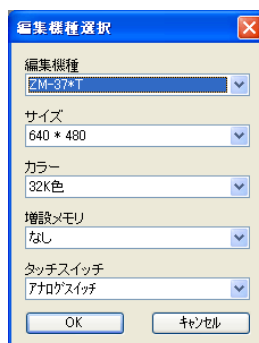 編集機種選択
編集機種
ZM-37*T
サイズ
640 * 480
カラー
32K色
増設メモリ
なし
タッチスイッチ
アナログスイッチ
OK
キャンセル